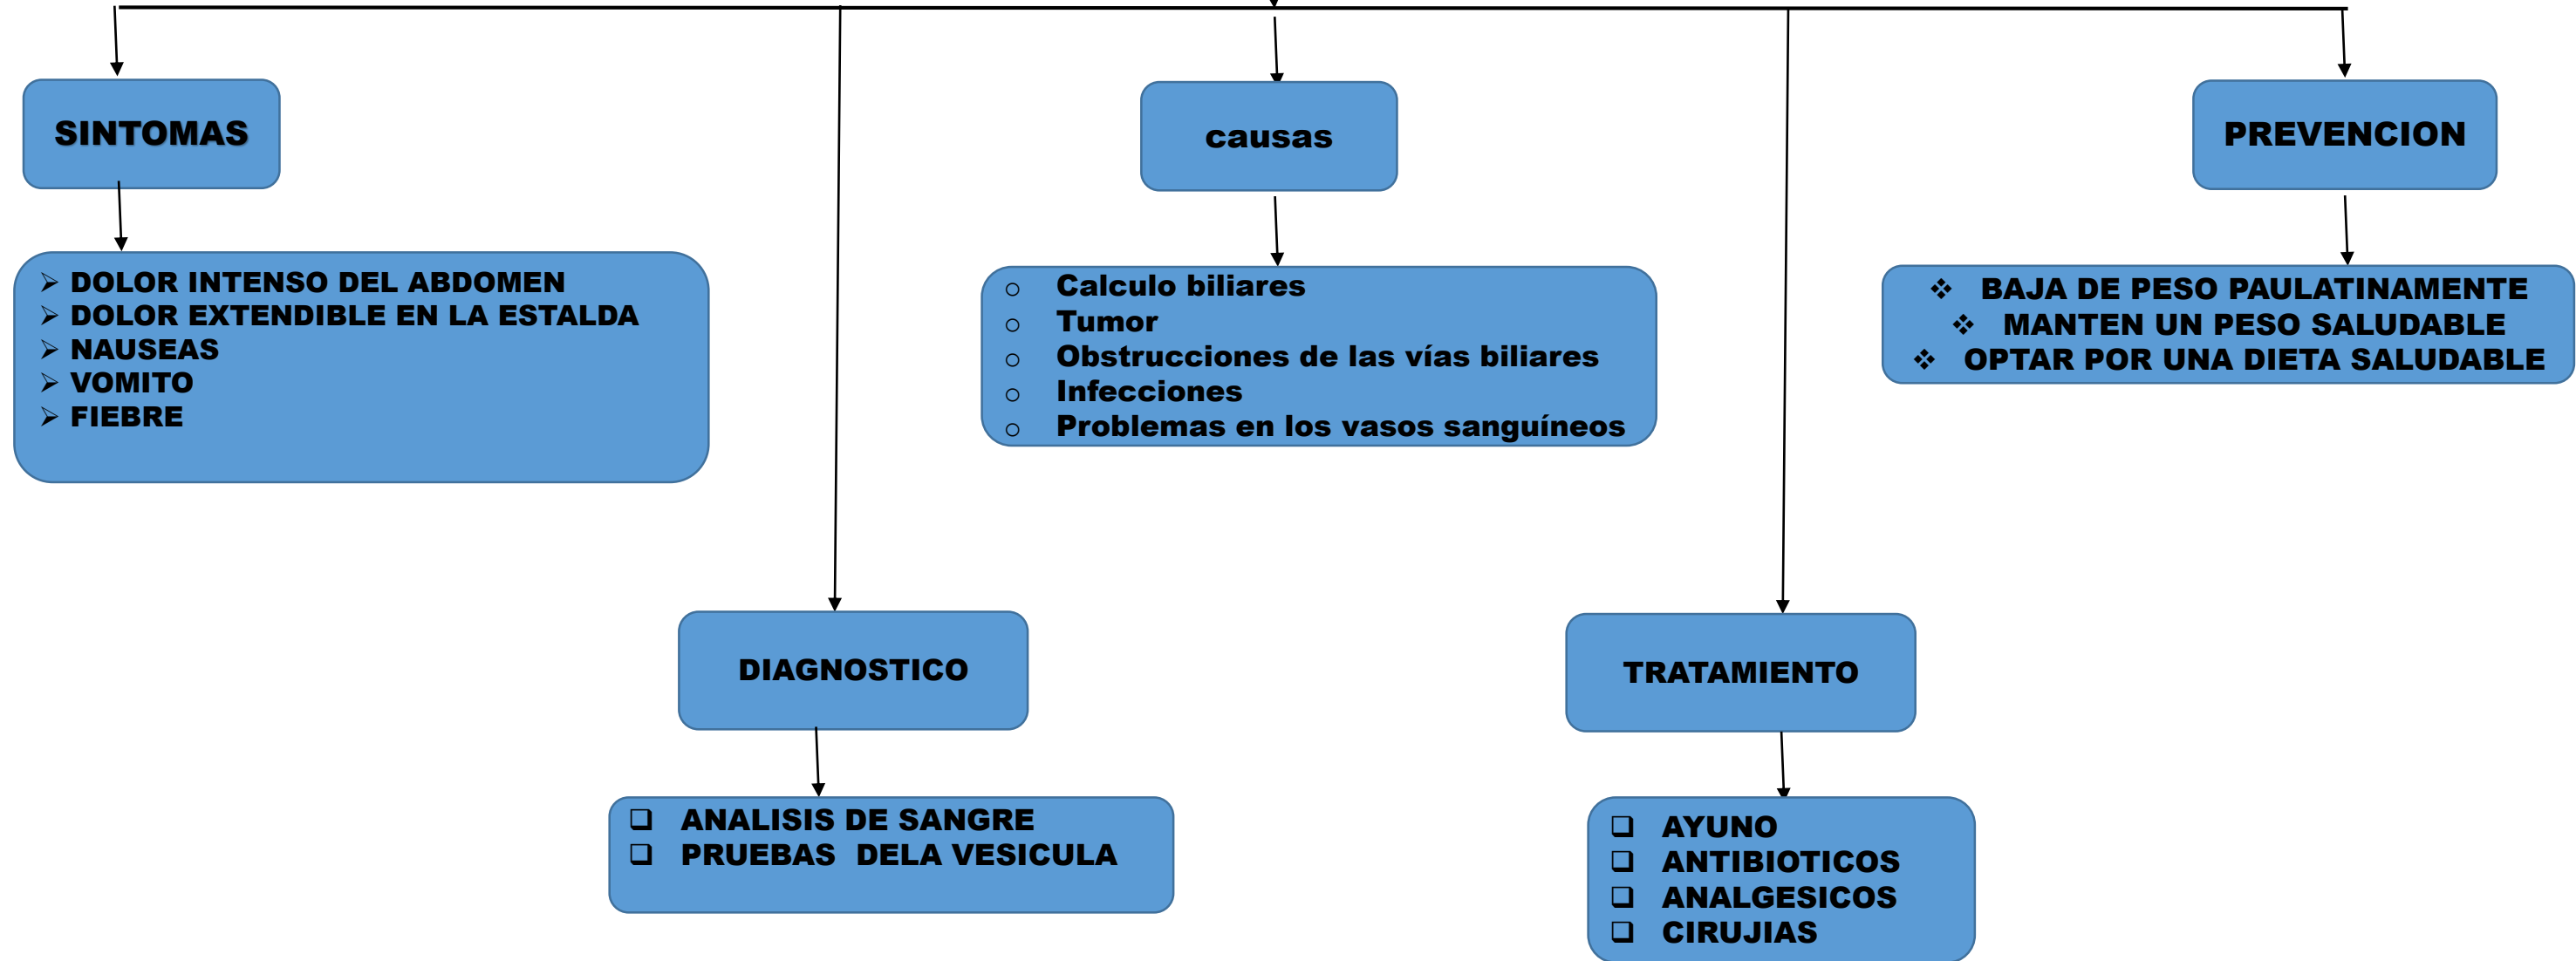 SINTOMAS
DOLOR INTENSO DEL ABDOMEN
DOLOR EXTENDIBLE EN LA ESTALDA
NAUSEAS
VOMITO
FIEBRE
causas
Calculo biliares
Tumor
Obstrucciones de las vías biliares
Infecciones
Problemas en los vasos sanguíneos
PREVENCION
BAJA DE PESO PAULATINAMENTE
MANTEN UN PESO SALUDABLE
OPTAR POR UNA DIETA SALUDABLE
DIAGNOSTICO
ANALISIS DE SANGRE
PRUEBAS DELA VESICULA
TRATAMIENTO
AYUNO
ANTIBIOTICOS
ANALGESICOS
CIRUJIAS